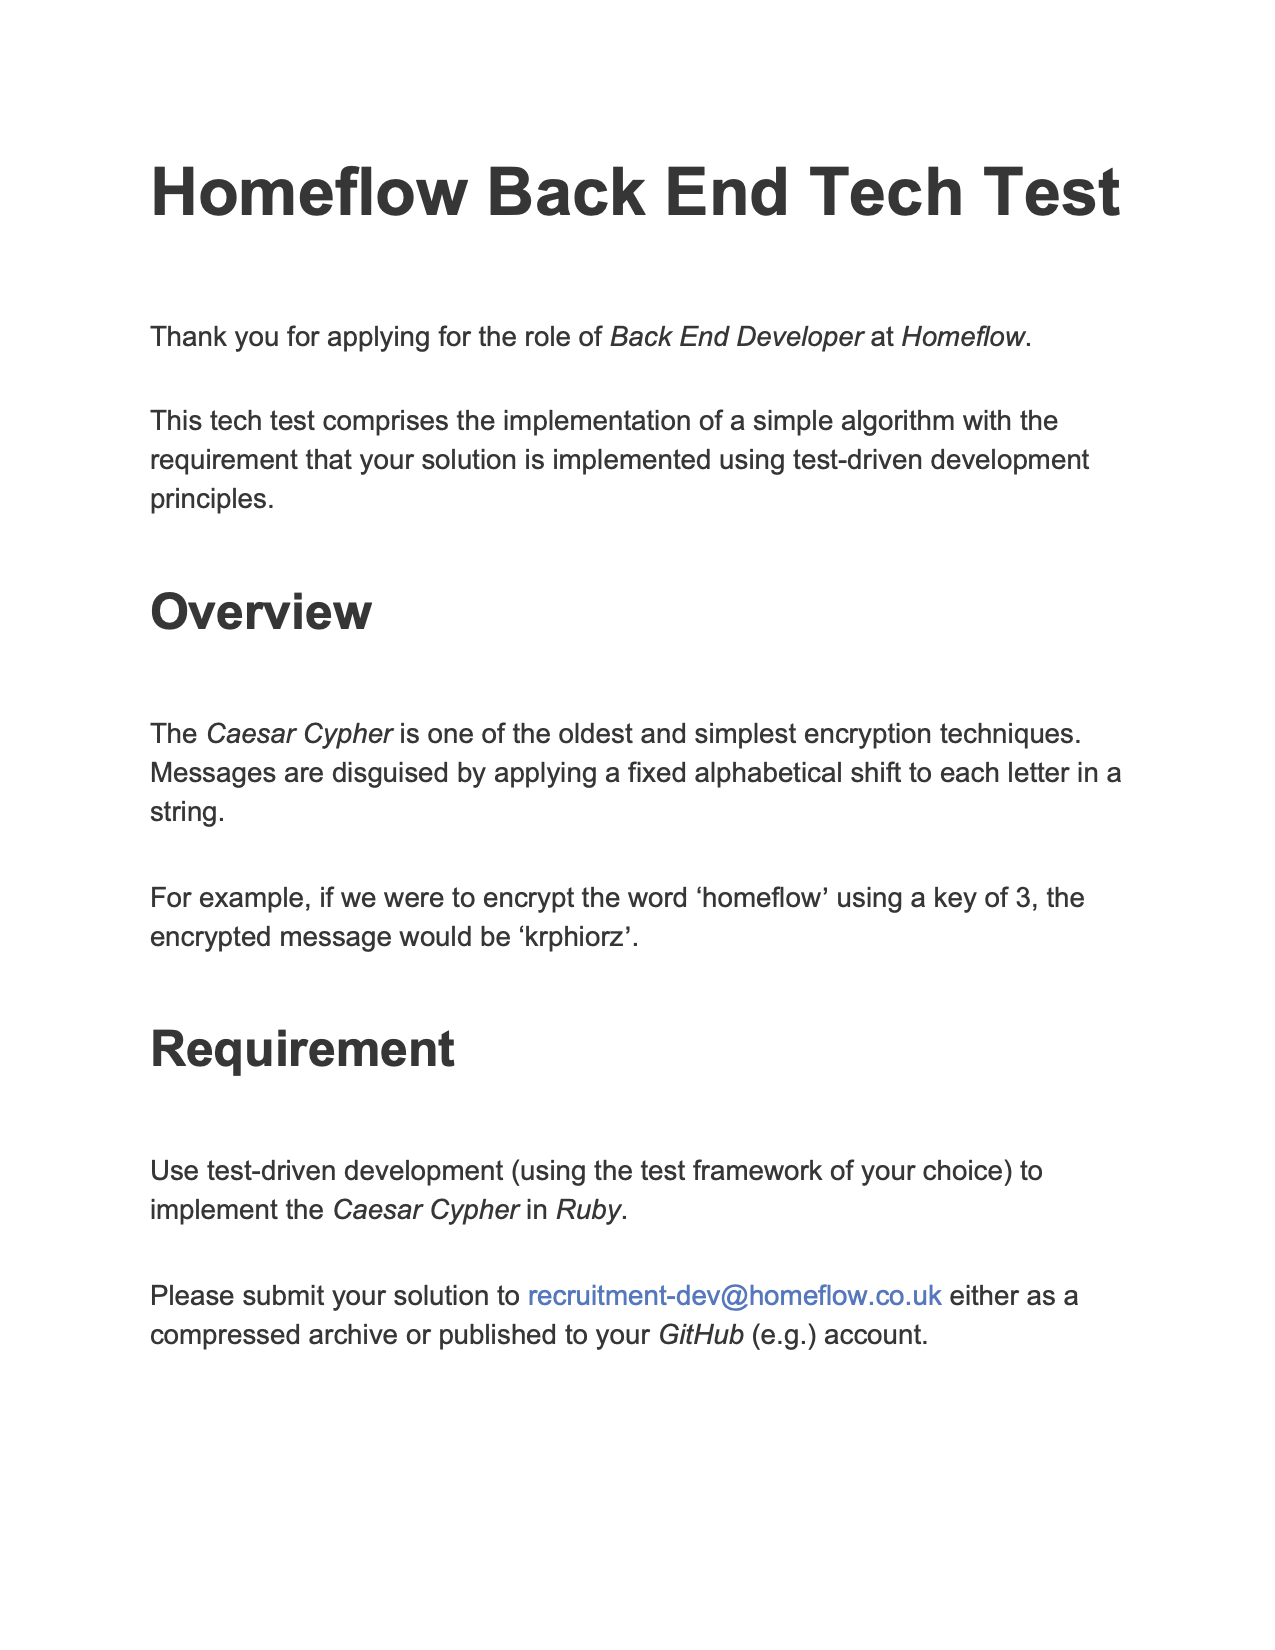 Homeflow Back End Tech Test
Thank you for applying for the role of Back End Developer at Homeflow.
This tech test comprises the implementation of a simple algorithm with the
requirement that your solution is implemented using test-driven development
principles.
Overview
The Caesar Cypher is one of the oldest and simplest encryption techniques.
Messages are disguised by applying a fixed alphabetical shift to each letter in a
string.
For example, if we were to encrypt the word ‘homeflow’ using a key of 3, the
encrypted message would be ‘krphiorz’.
Requirement
Use test-driven development (using the test framework of your choice) to
implement the Caesar Cypher in Ruby.
Please submit your solution to recruitment-dev@homeflow.co.uk either as a
compressed archive or published to your GitHub (e.g.) account.